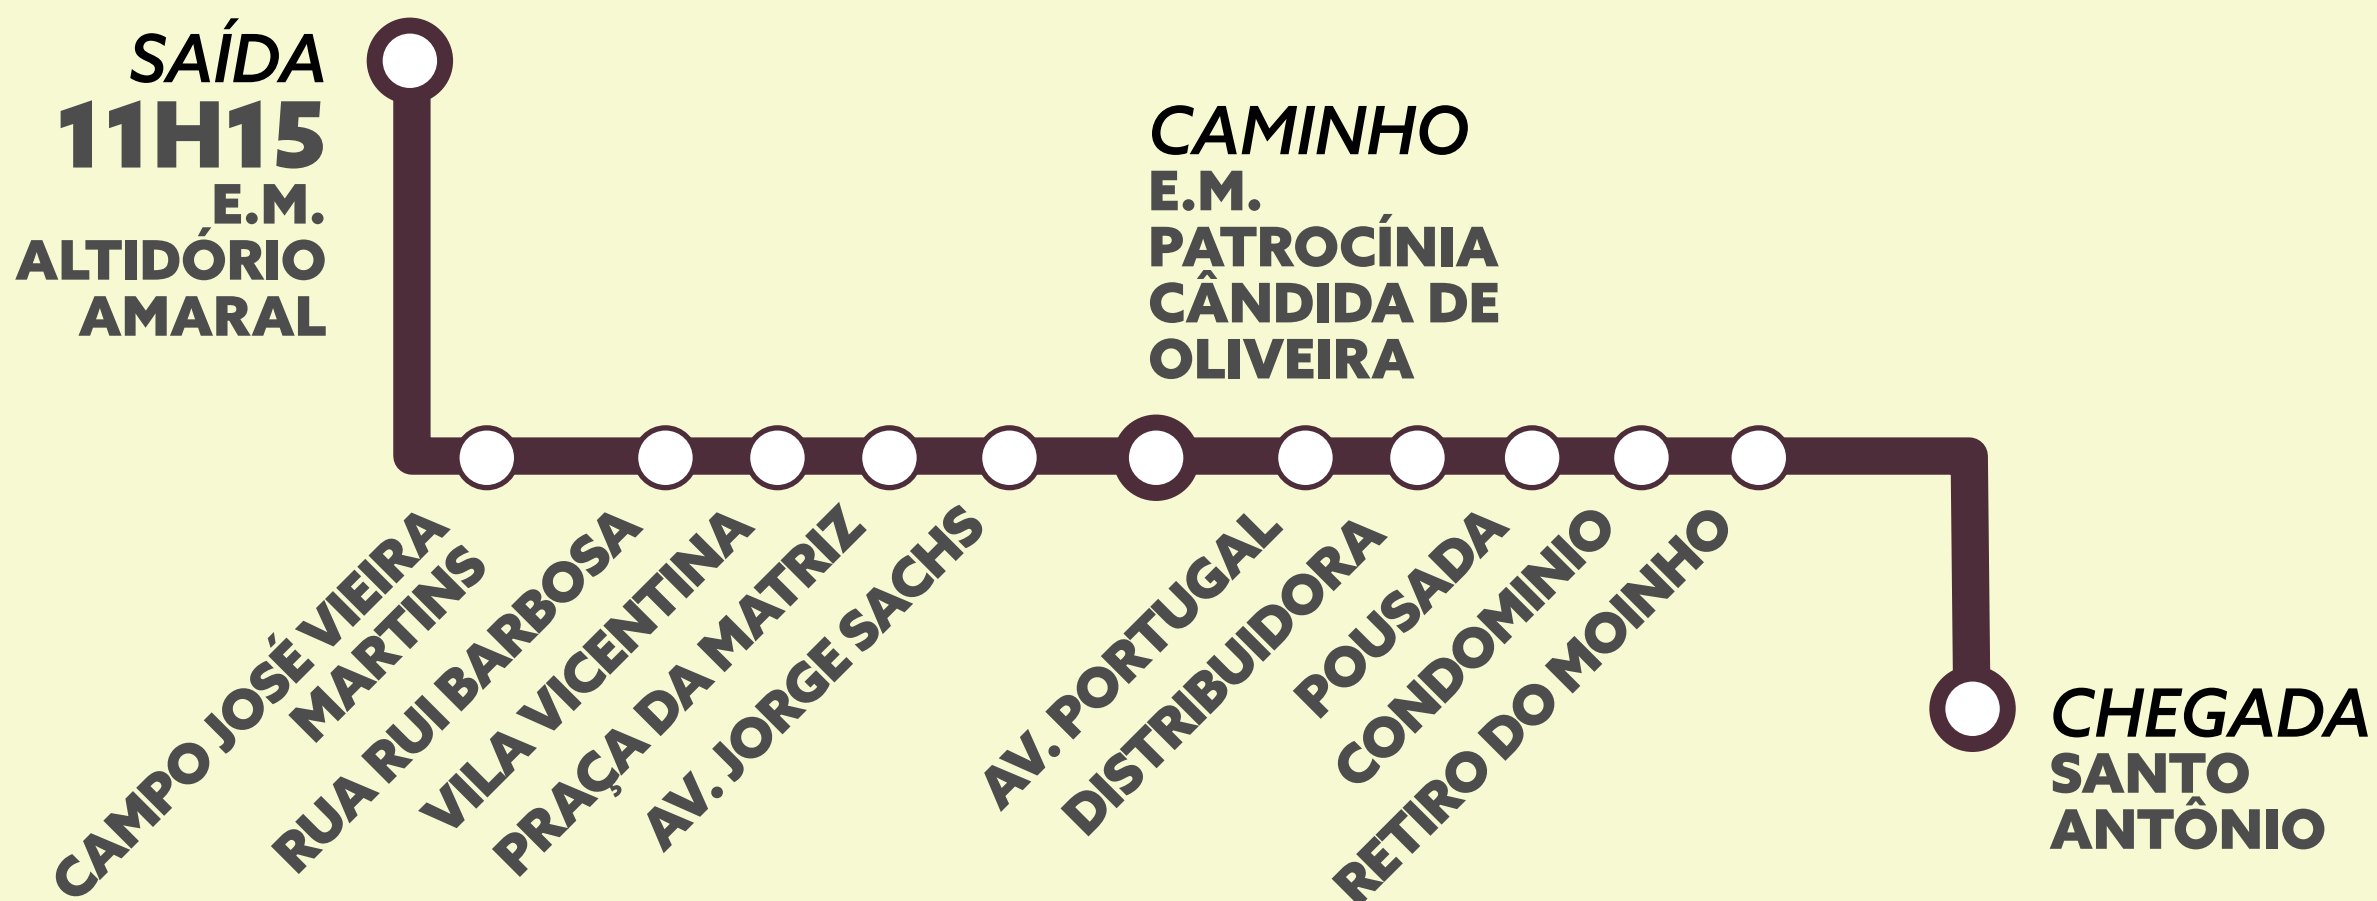 SAÍDA
11H15
E.M.
ALTIDÓRIO
AMARAL
CAMINHO
E.M.
PATROCÍNIA
CÂNDIDA DE
OLIVEIRA
CAMPO JOSÉ VIEIRA
MARTINS
RUA RUI BARBOSA
VILA VICENTINA
PRAÇA DA MATRIZ
AV. JORGE SACHS
AV. PORTUGAL
DISTRIBUIDORA
POUSADA
CONDOMINIO
RETIRO DO MOINHO
CHEGADA
SANTO
ANTÔNIO